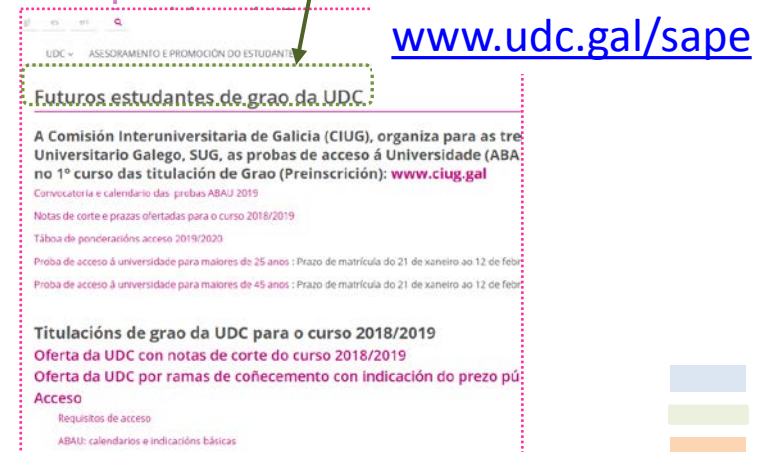 es en
www.udc.gal/sape
UDC ASESORAMENTO E PROMOCIÓN DO ESTUDANTE
Futuros estudantes de grao da UDC
A Comisión Interuniversitaria de Galicia (CIUG), organiza para as tre
Universitario Galego, SUG, as probas de acceso á Universidade (ABA
no 1º curso das titulación de Grao (Preinscrición): www.ciug.gal
Convocatoria e calendario das probas ABAU 2019
Notas de corte e prazas ofertadas para o curso 2018/2019
Táboa de ponderacións acceso 2019/2020
Proba de acceso á universidade para maiores de 25 anos : Prazo de matrícula do 21 de xaneiro ao 12 de febr
Proba de acceso á universidade para maiores de 45 anos : Prazo de matrícula do 21 de xaneiro ao 12 de febr
Titulacións de grao da UDC para o curso 2018/2019
Oferta da UDC con notas de corte do curso 2018/2019
Oferta da UDC por ramas de coñecemento con indicación do prezo pú
Acceso
Requisitos de acceso
ABAU: calendarios e indicacións básicas